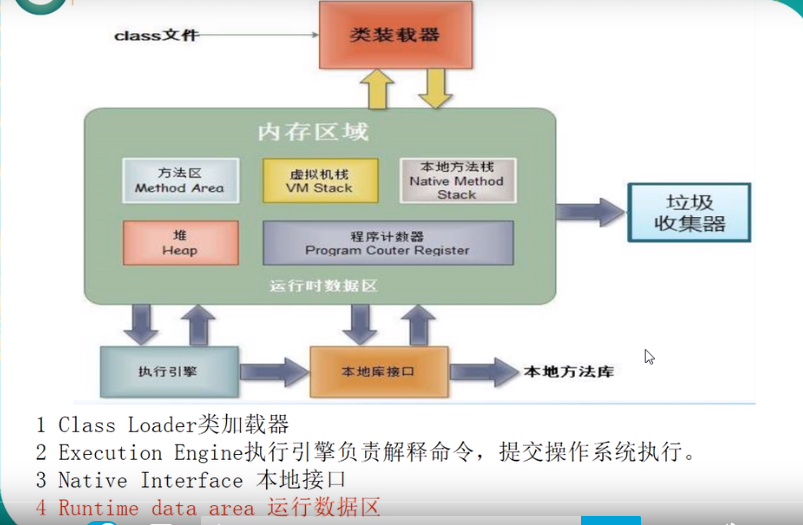 class文件
类装载器
内存区域
方法区
Method Area
虚拟机栈
VM Stack
本地方法栈
Native Method
Stack
堆
Heap
程序计数器
Program Couter Register
运行时数据区
垃圾
收集器
执行引擎
本地库接口
本地方法库
1 Class Loader类加载器
2 Execution Engine执行引擎负责解释命令，提交操作系统执行。
3 Native Interface 本地接口
4 Runtime data area 运行数据区